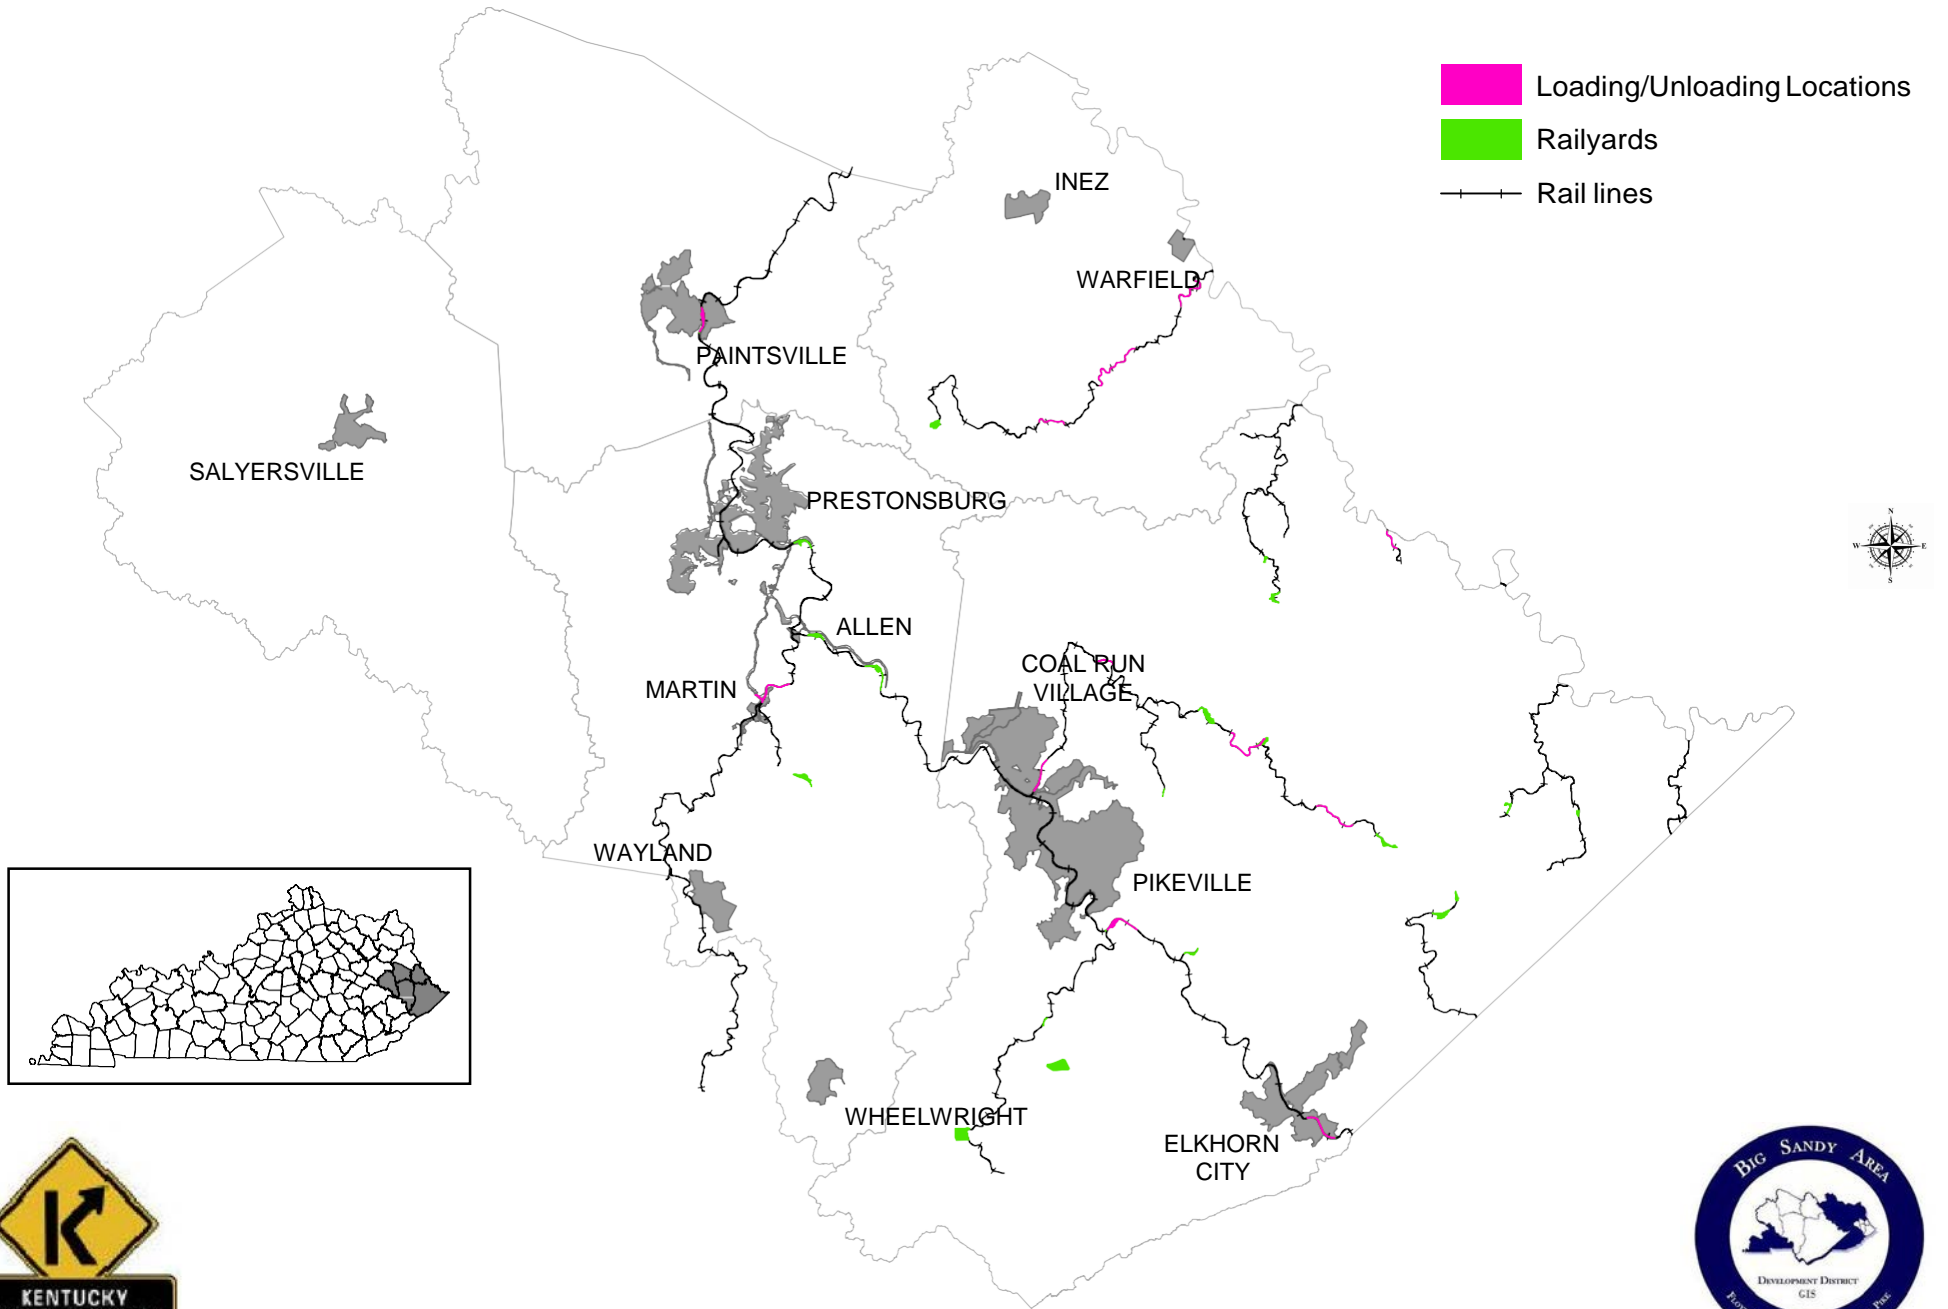 Loading/Unloading Locations
Railyards
Rail lines
INEZ
WARFIELD
PAINTSVILLE
SALYERSVILLE
PRESTONSBURG
N
W
E
S
ALLEN
COAL RUN
VILLAGE
MARTIN
WAYLAND
PIKEVILLE
WHEELWRIGHT
ELKHORN
CITY
KENTUCKY
BIG SANDY AREA
DEVELOPMENT DISTRICT
GIS
PIKE